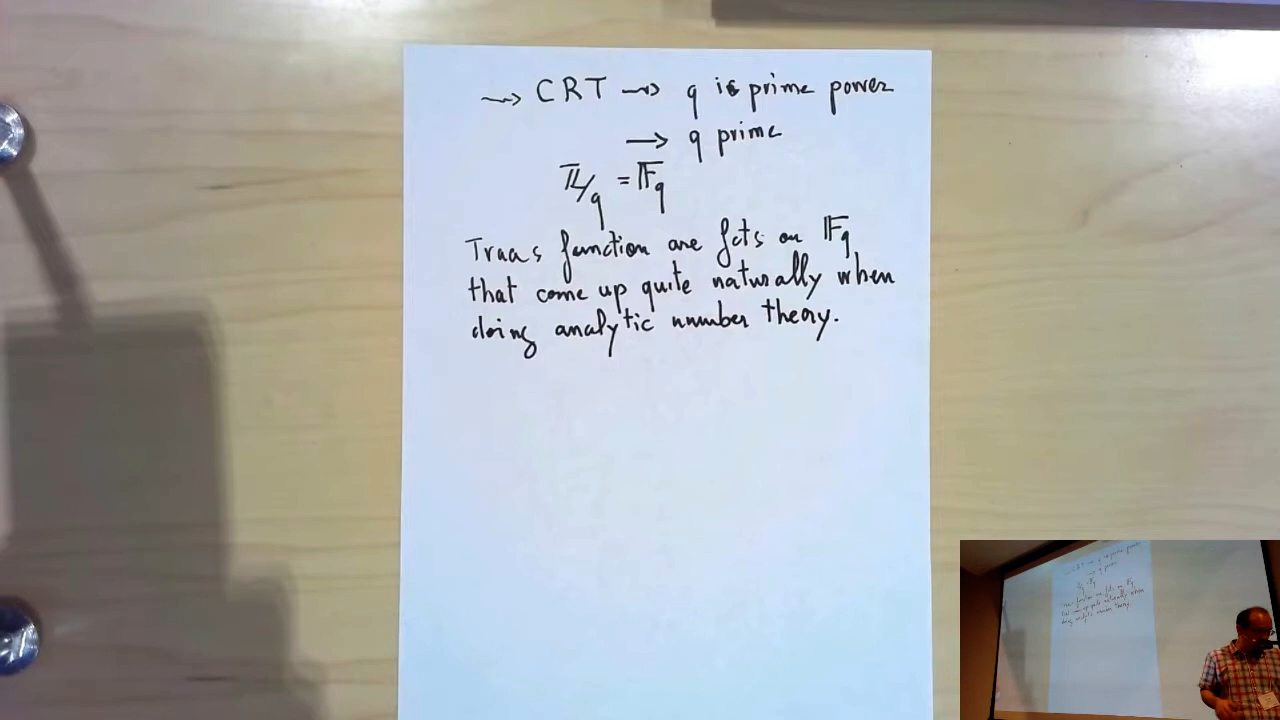 ⇝ CRT ⇝ q is prime power
→ q prime
ℤ/q = 𝔽q
Traas function are fcts on 𝔽q
that come up quite naturally when
doing analytic number theory.